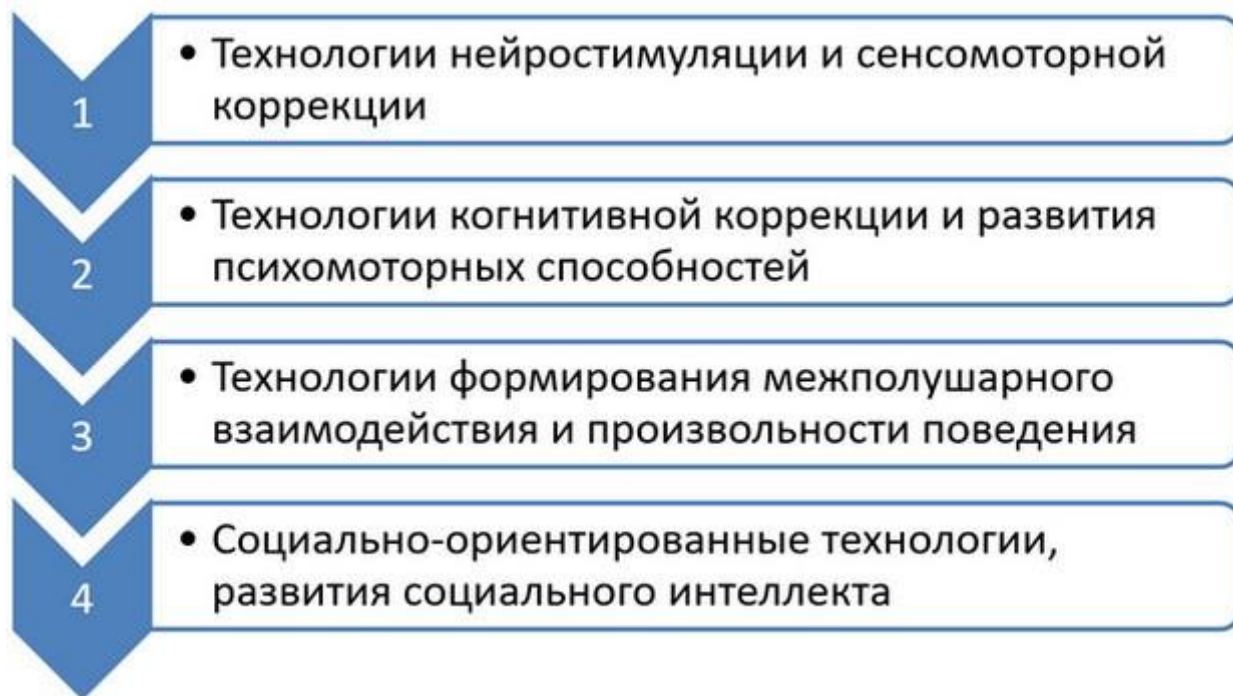 1
• Технологии нейростимуляции и сенсомоторной
коррекции
2
• Технологии когнитивной коррекции и развития
психомоторных способностей
3
• Технологии формирования межполушарного
взаимодействия и произвольности поведения
4
• Социально-ориентированные технологии,
развития социального интеллекта